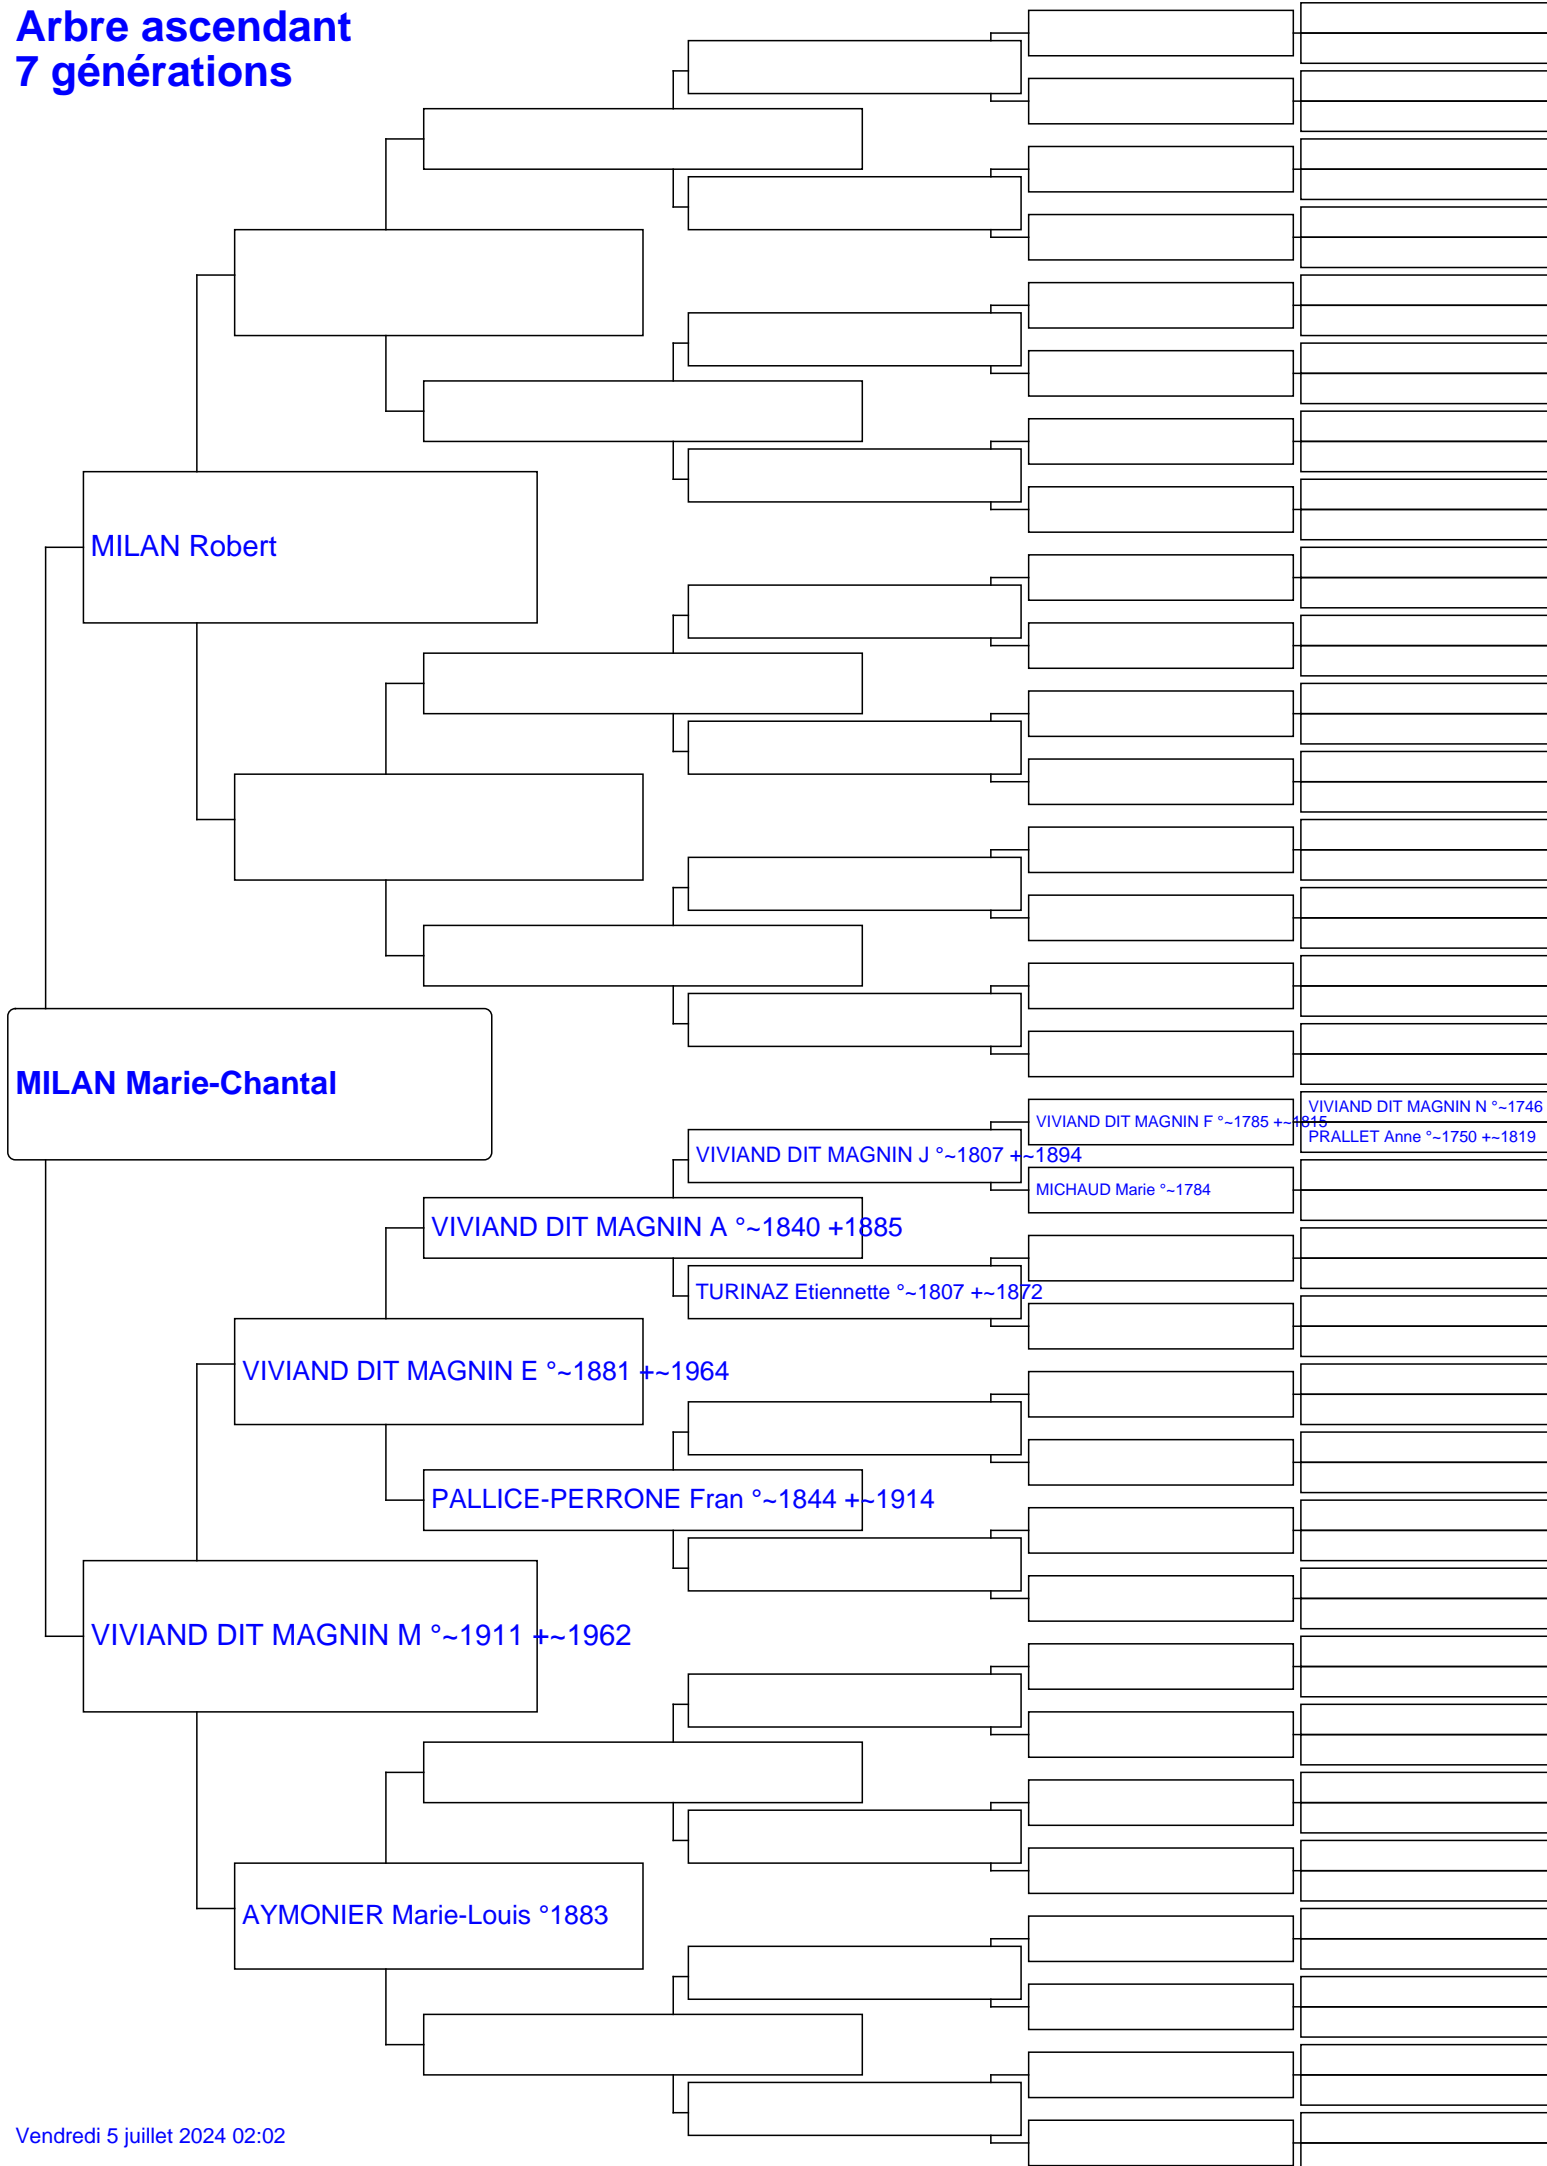 Arbre ascendant
7 générations
MILAN Robert
MILAN Marie-Chantal
VIVIAND DIT MAGNIN N °~1746
VIVIAND DIT MAGNIN F °~1785 +~1815
PRALLET Anne °~1750 +~1819
VIVIAND DIT MAGNIN J °~1807 +~1894
MICHAUD Marie °~1784
VIVIAND DIT MAGNIN A °~1840 +1885
TURINAZ Etiennette °~1807 +~1872
VIVIAND DIT MAGNIN E °~1881 +~1964
PALLICE-PERRONE Fran °~1844 +~1914
VIVIAND DIT MAGNIN M °~1911 +~1962
AYMONIER Marie-Louis °1883
Vendredi 5 juillet 2024 02:02